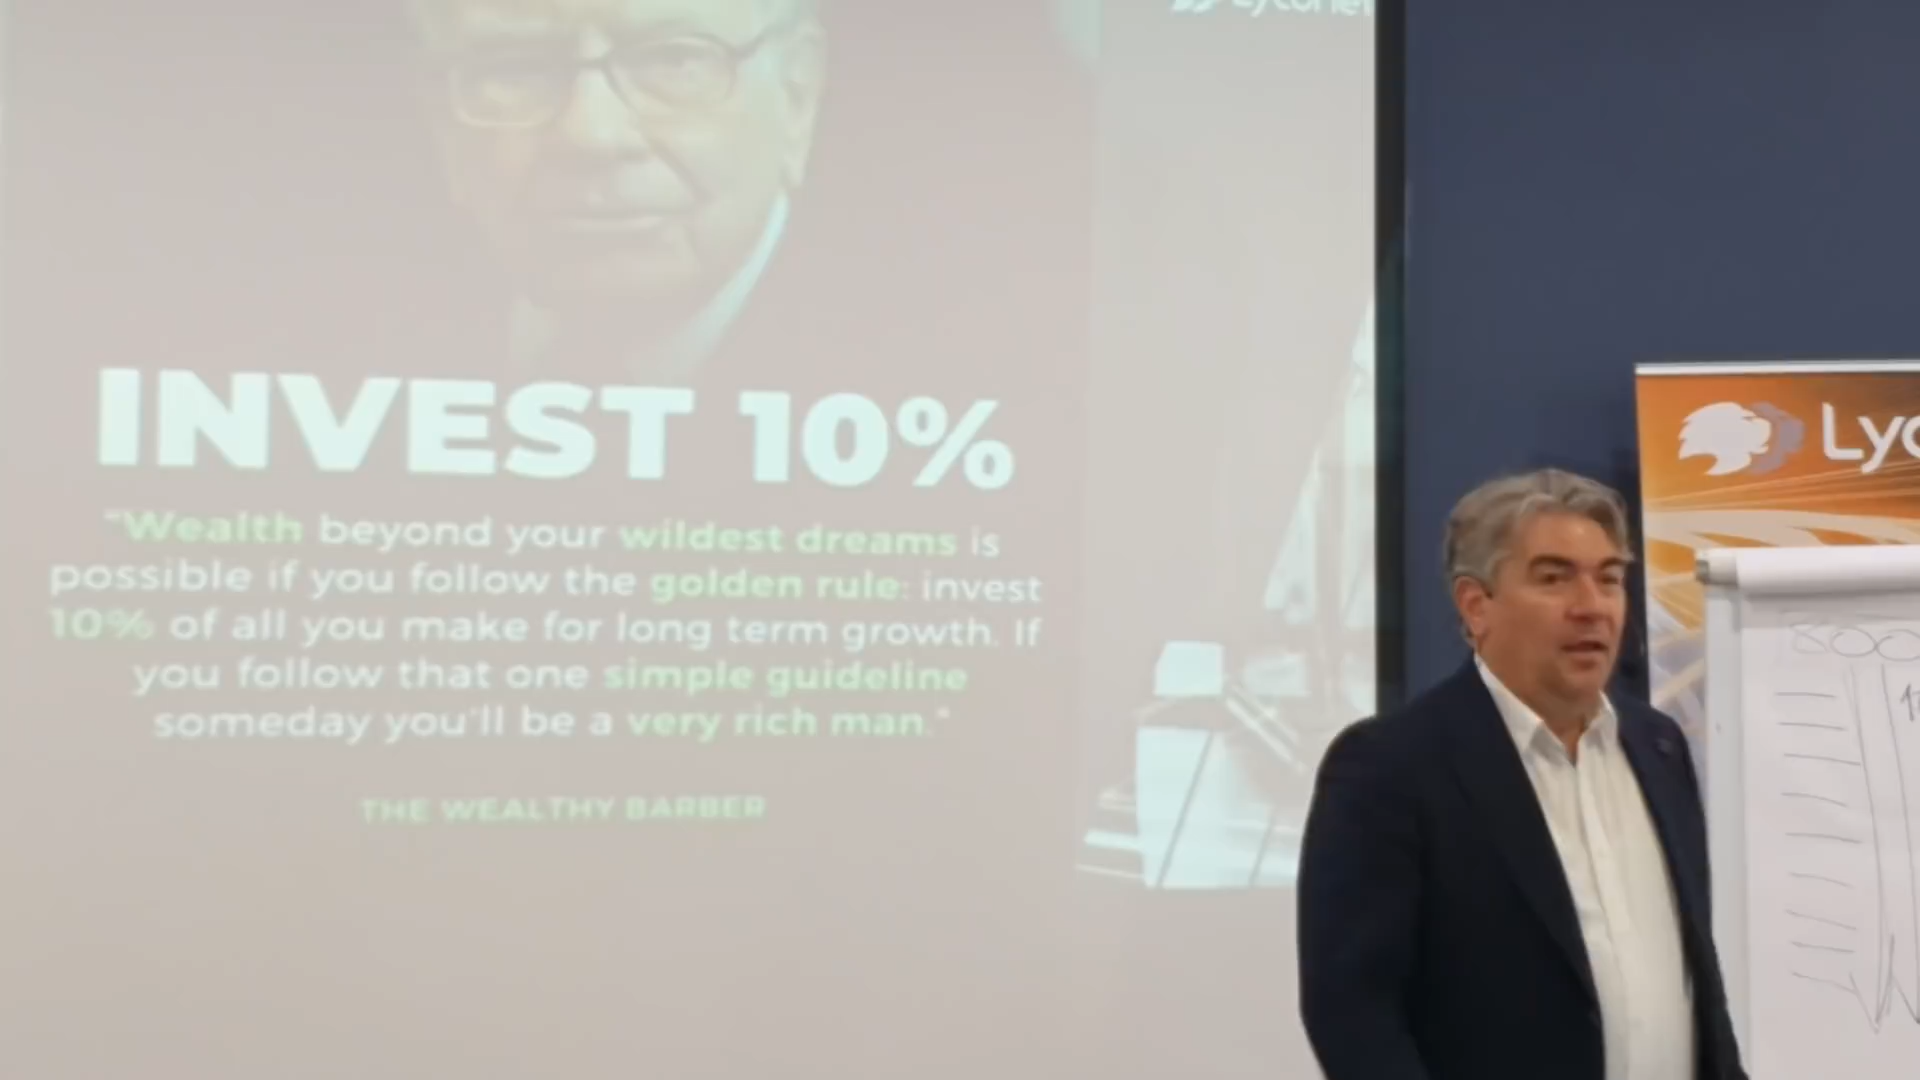 Lyconet
INVEST 10%
"Wealth beyond your wildest dreams is
possible if you follow the golden rule: invest
10% of all you make for long term growth. If
you follow that one simple guideline
someday you'll be a very rich man."
THE WEALTHY BARBER
Lyc
800